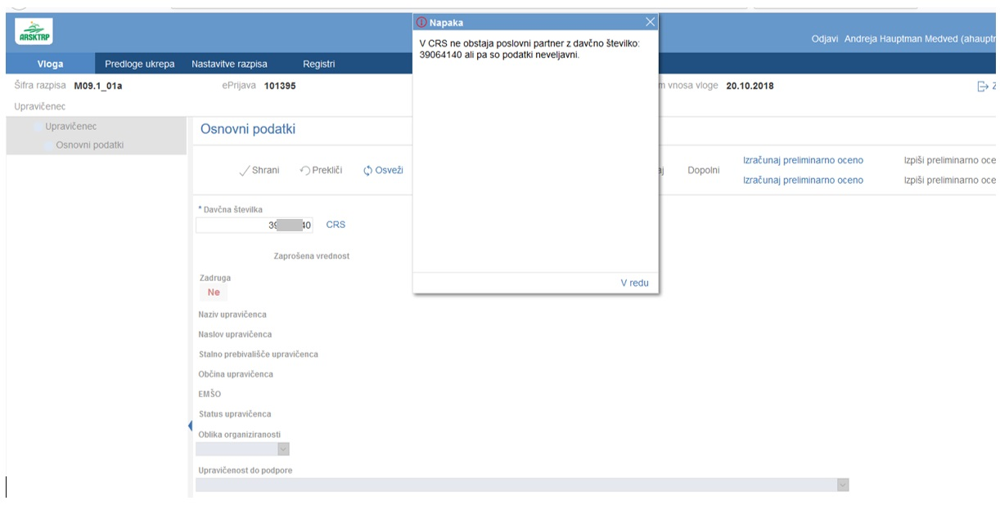 ARSKTRP
Odjavi Andreja Hauptman Medved (ahauptr
Vloga Predloge ukrepa Nastavitve razpisa Registri
Šifra razpisa M09.1_01a ePrijava 101395 m vnosa vloge 20.10.2018
Upravičenec
Upravičenec
Osnovni podatki
Osnovni podatki
Shrani Prekliči Osveži
Dopolni
Izračunaj preliminarno oceno Izpiši preliminarno oce
Izračunaj preliminarno oceno Izpiši preliminarno oce
* Davčna številka
39 40 CRS
Zaprošena vrednost
Zadruga
Ne
Naziv upravičenca
Naslov upravičenca
Stalno prebivališče upravičenca
Občina upravičenca
EMŠO
Status upravičenca
Oblika organiziranosti
Upravičenost do podpore
Napaka
V CRS ne obstaja poslovni partner z davčno številko:
39064140 ali pa so podatki neveljavni.
V redu